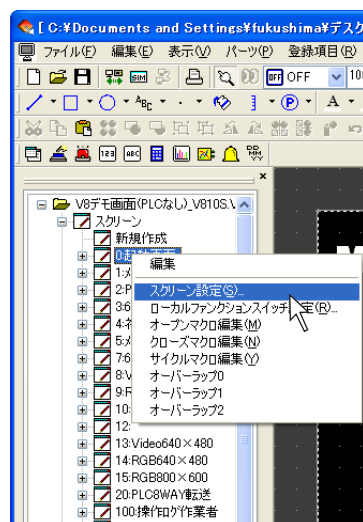 [ C:¥Documents and Settings¥fukushima¥デスク
ファイル(F) 編集(E) 表示(V) パーツ(P) 登録項目(R)
OFF OFF 10
ABC P A
123 ABC
V8デモ画面(PLCなし)_V810S.V
スクリーン
新規作成
0:
1:
2:P
3:6
4:ネ
5:
7:6
8:V
9:R
10:
12:
13:Video640×480
14:RGB640×480
15:RGB800×600
20:PLC8WAY転送
100:操作ログ作業者
編集
スクリーン設定(S)...
ローカルファンクションスイッチ 定(R)...
オープンマクロ編集(M)
クローズマクロ編集(N)
サイクルマクロ編集(Y)
オーバーラップ0
オーバーラップ1
オーバーラップ2